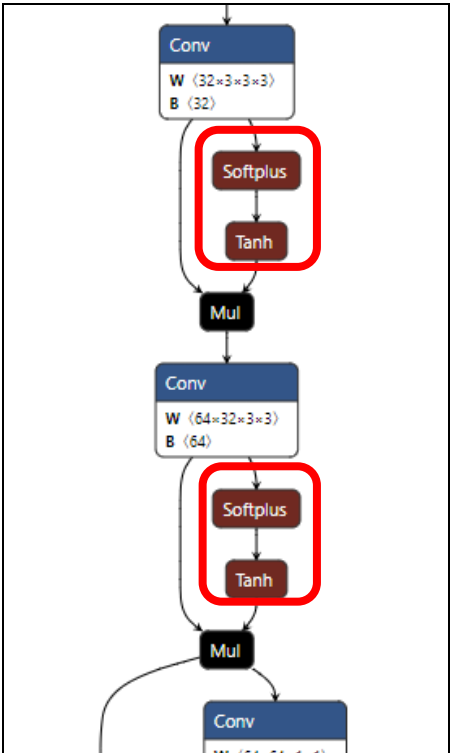 Conv
W ⟨32×3×3×3⟩
B ⟨32⟩
Softplus
Tanh
Mul
Conv
W ⟨64×32×3×3⟩
B ⟨64⟩
Softplus
Tanh
Mul
Conv